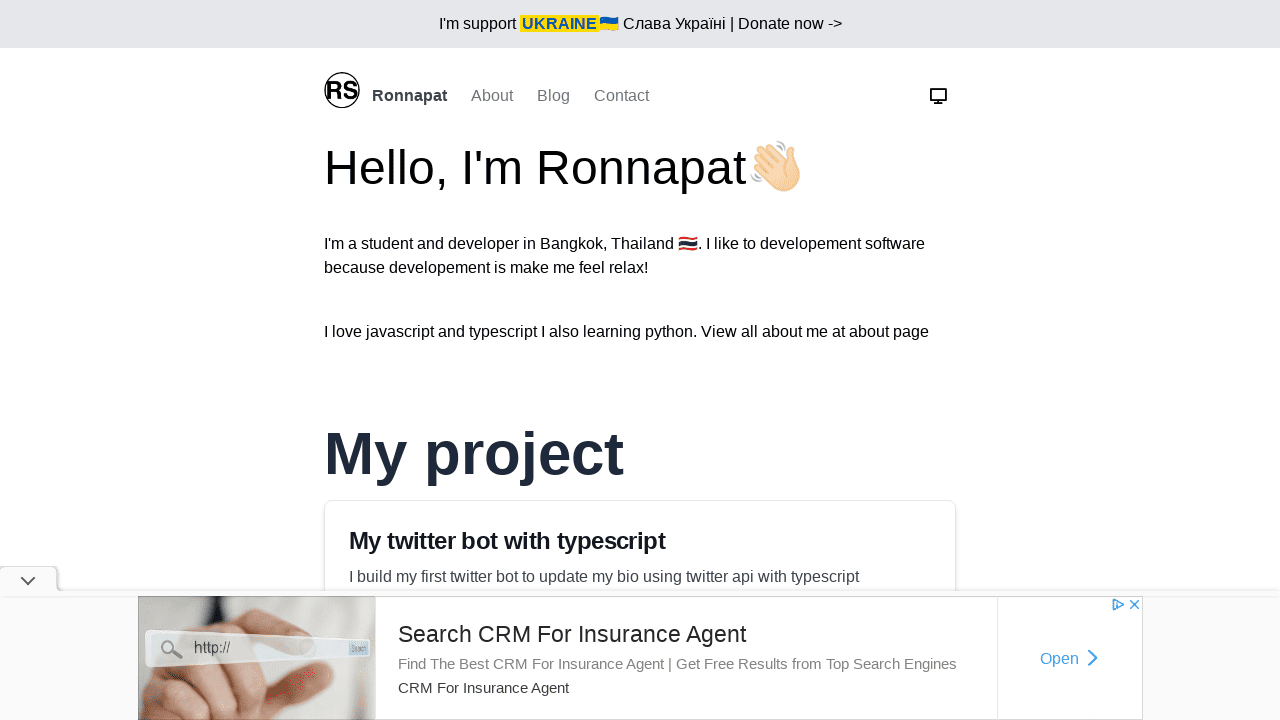 I'm support UKRAINE🇺🇦 Слава Україні | Donate now ->
RS Ronnapat About Blog Contact
Hello, I'm Ronnapat👋🏻
I'm a student and developer in Bangkok, Thailand 🇹🇭. I like to developement software
because developement is make me feel relax!
I love javascript and typescript I also learning python. View all about me at about page
My project
My twitter bot with typescript
I build my first twitter bot to update my bio using twitter api with typescript
http://
Search
Search CRM For Insurance Agent
Find The Best CRM For Insurance Agent | Get Free Results from Top Search Engines
CRM For Insurance Agent
Open